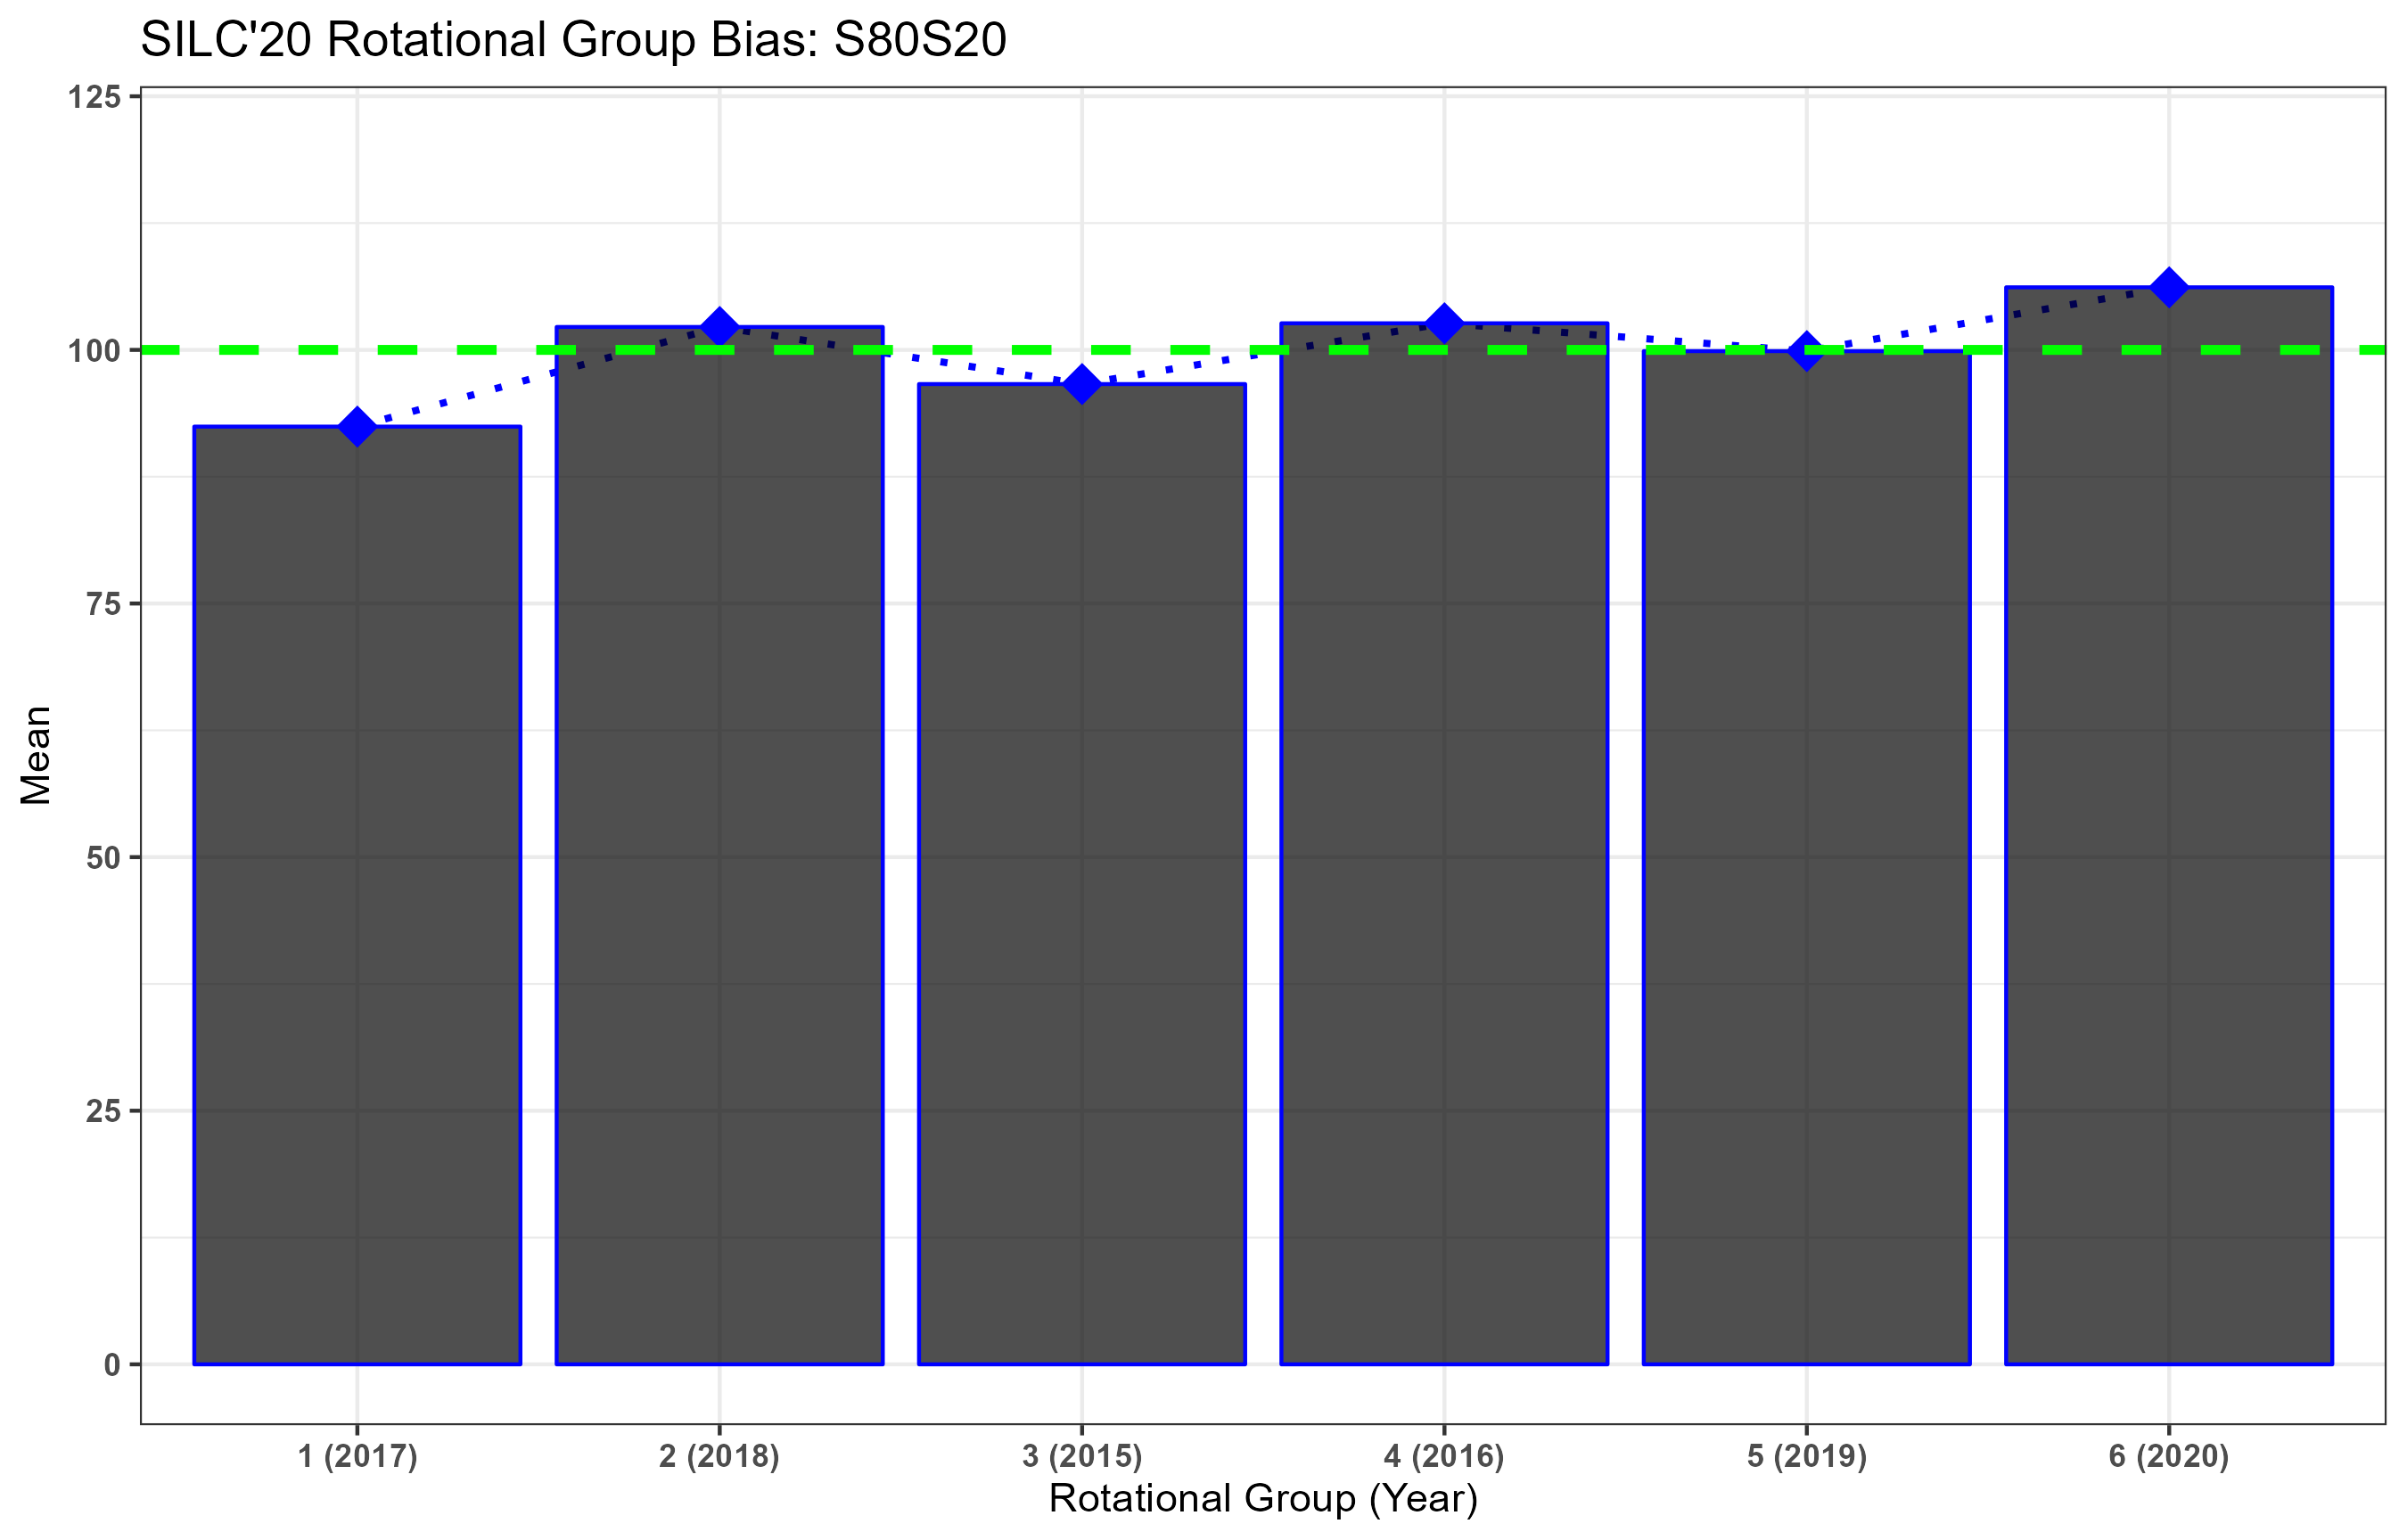 SILC'20 Rotational Group Bias: S80S20
125
100
75
50
25
0
Mean
1 (2017) 2 (2018) 3 (2015) 4 (2016) 5 (2019) 6 (2020)
Rotational Group (Year)